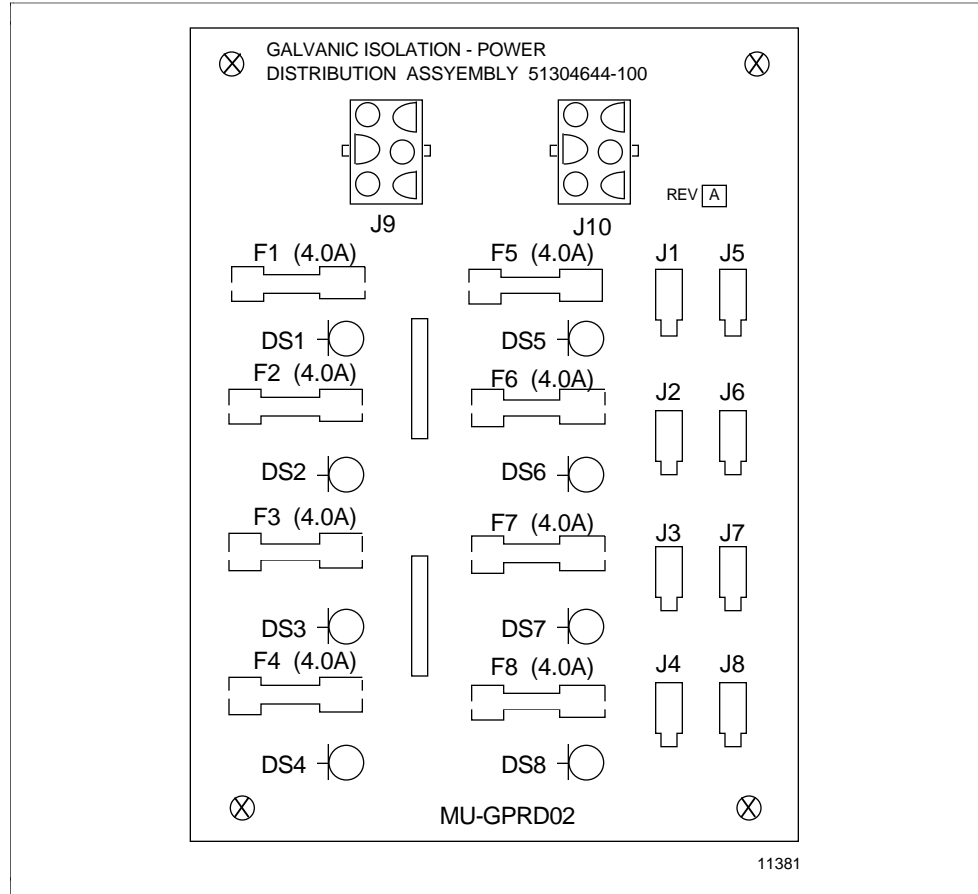 GALVANIC ISOLATION - POWER
DISTRIBUTION ASSYEMBLY 51304644-100
REV A
J9
J10
F1 (4.0A)
F5 (4.0A)
J1
J5
DS1
DS5
F2 (4.0A)
F6 (4.0A)
J2
J6
DS2
DS6
F3 (4.0A)
F7 (4.0A)
J3
J7
DS3
DS7
F4 (4.0A)
F8 (4.0A)
J4
J8
DS4
DS8
MU-GPRD02
11381